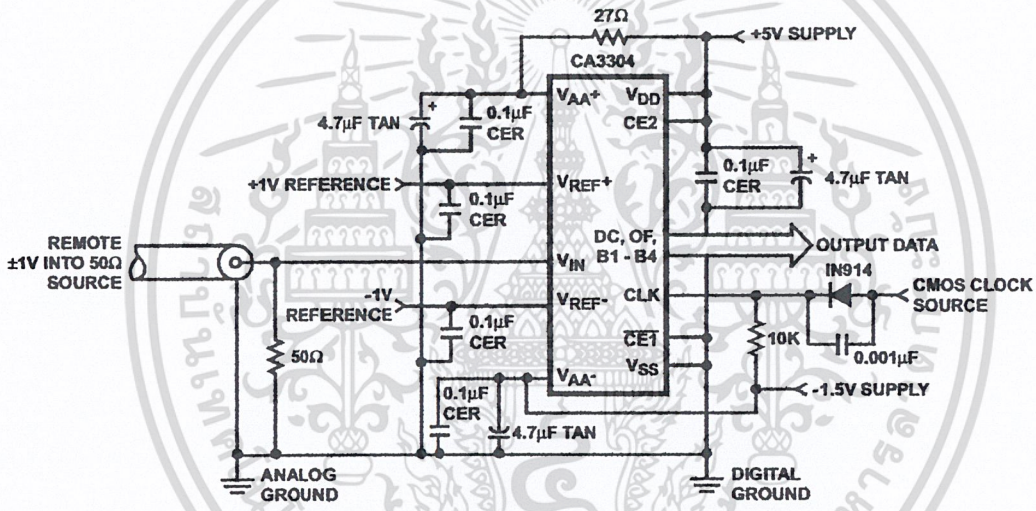 27Ω
+5V SUPPLY
CA3304
VAA+
VDD
CE2
4.7µF TAN
+
0.1µF
CER
0.1µF
CER
+
4.7µF TAN
+1V REFERENCE
VREF+
0.1µF
CER
REMOTE
±1V INTO 50Ω
SOURCE
VIN
DC, OF,
B1 - B4
OUTPUT DATA
IN914
-1V
REFERENCE
VREF-
CLK
CMOS CLOCK
SOURCE
0.1µF
CER
10K
0.001µF
50Ω
CE1
VSS
VAA-
-1.5V SUPPLY
0.1µF
CER
4.7µF TAN
ANALOG
GROUND
DIGITAL
GROUND